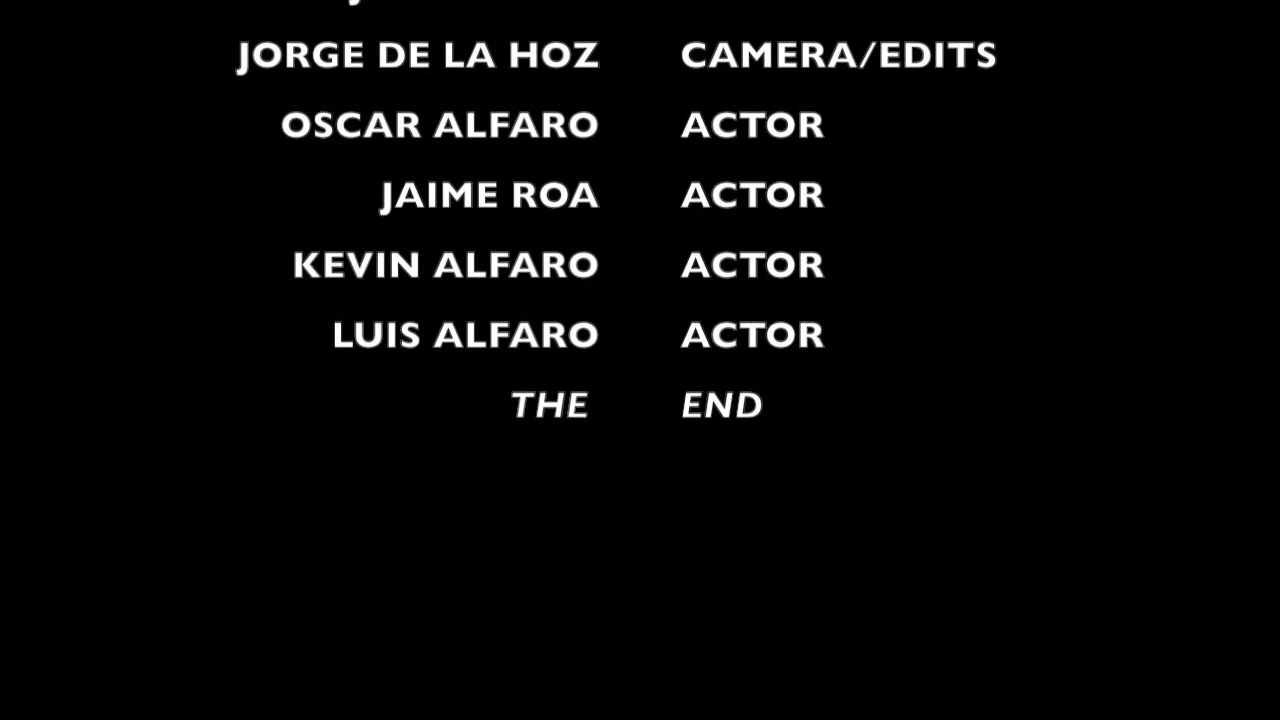 JORGE DE LA HOZ CAMERA/EDITS
OSCAR ALFARO ACTOR
JAIME ROA ACTOR
KEVIN ALFARO ACTOR
LUIS ALFARO ACTOR
THE END